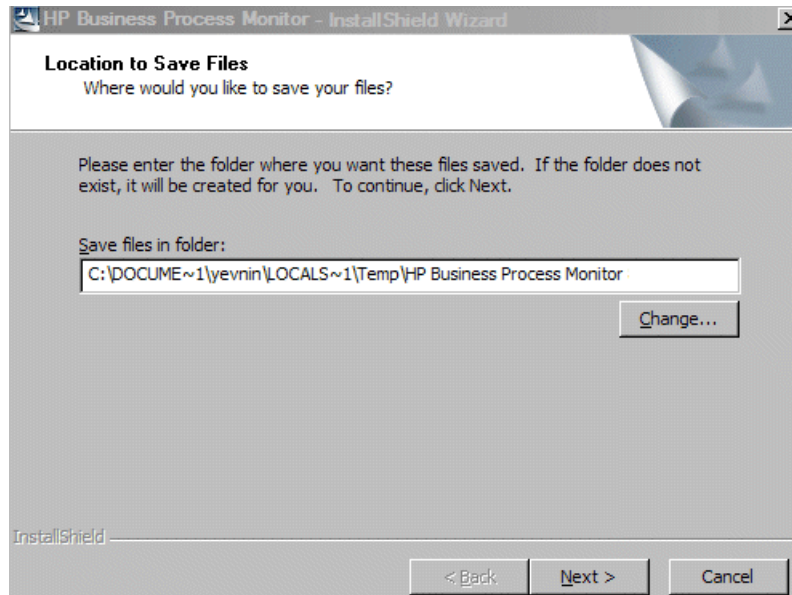 HP Business Process Monitor - InstallShield Wizard
Location to Save Files
Where would you like to save your files?
Please enter the folder where you want these files saved. If the folder does not
exist, it will be created for you. To continue, click Next.
Save files in folder:
C:\DOCUME~1\yevnin\LOCALS~1\Temp\HP Business Process Monitor
Change...
InstallShield
< Back
Next >
Cancel